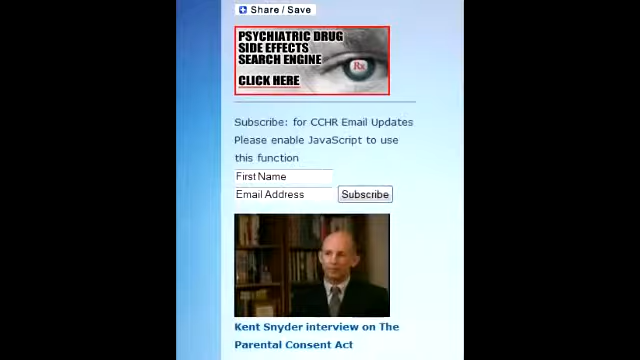 Share / Save
PSYCHIATRIC DRUG
SIDE EFFECTS
SEARCH ENGINE
Rx
CLICK HERE
Subscribe: for CCHR Email Updates
Please enable JavaScript to use
this function
First Name
Email Address
Subscribe
Kent Snyder interview on The
Parental Consent Act